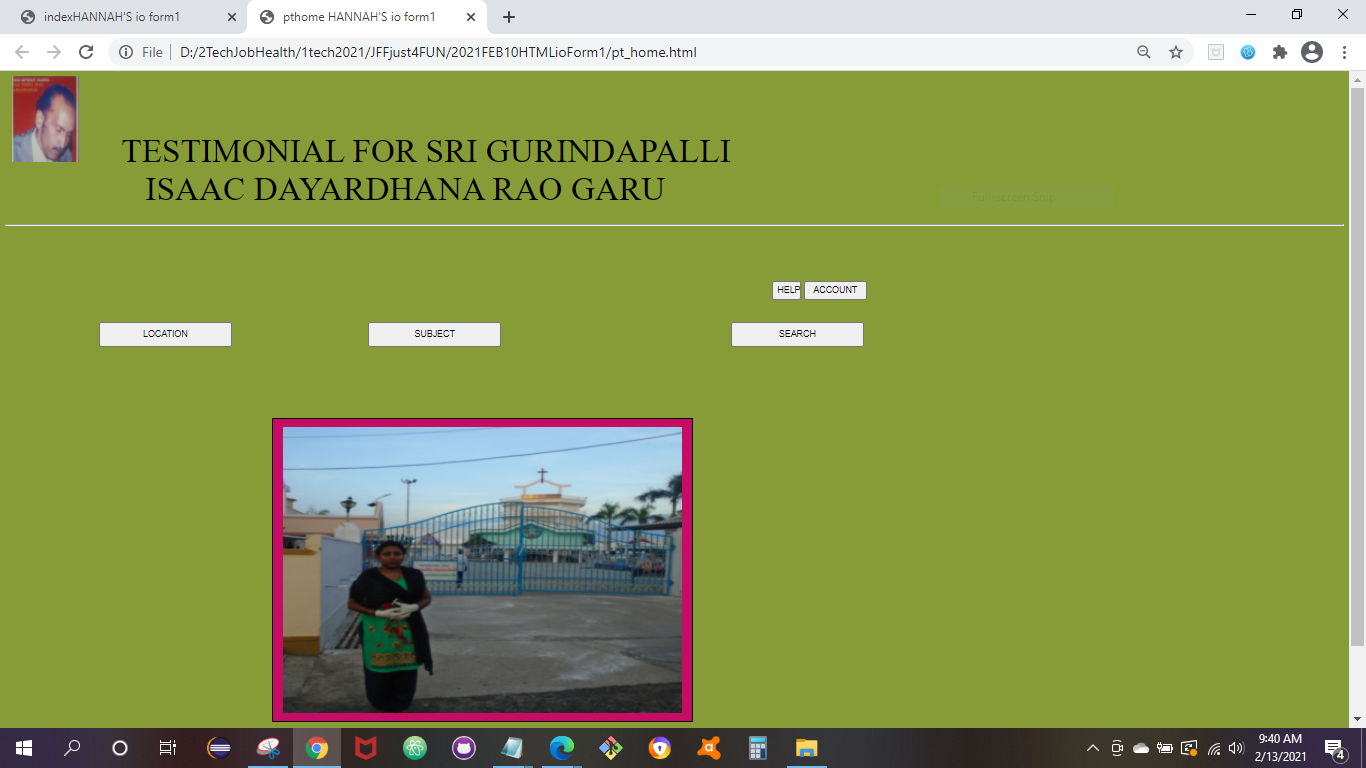 indexHANNAH'S io form1
pthome HANNAH'S io form1
File
D:/2TechJobHealth/1tech2021/JFFjust4FUN/2021FEB10HTMLioForm1/pt_home.html
TESTIMONIAL FOR SRI GURINDAPALLI
ISAAC DAYARDHANA RAO GARU
Full-screen Snip
HELP ACCOUNT
LOCATION SUBJECT SEARCH
9:40 AM
2/13/2021
4